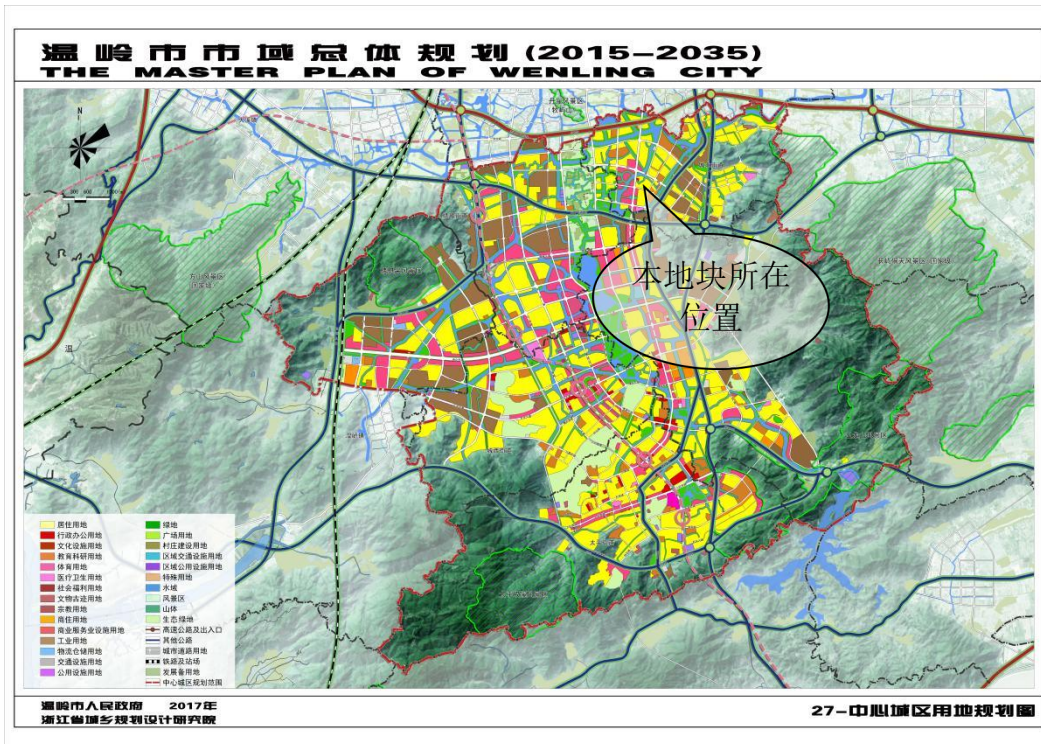 温岭市市域总体规划(2015-2035)
THE MASTER PLAN OF WENLING CITY
N
本地块所在
位置
居住用地
行政办公用地
文化设施用地
教育科研用地
体育用地
医疗卫生用地
社会福利用地
文物古迹用地
宗教用地
商住用地
商业服务业设施用地
工业用地
物流仓储用地
交通设施用地
公用设施用地
绿地
广场用地
村庄建设用地
区域交通设施用地
区域公用设施用地
特殊用地
水域
风景区
山体
生态绿地
高速公路及出入口
其他公路
城市道路用地
铁路及站场
发展备用地
中心城区规划范围
温岭市人民政府 2017年
浙江省城乡规划设计研究院
27-中心城区用地规划图